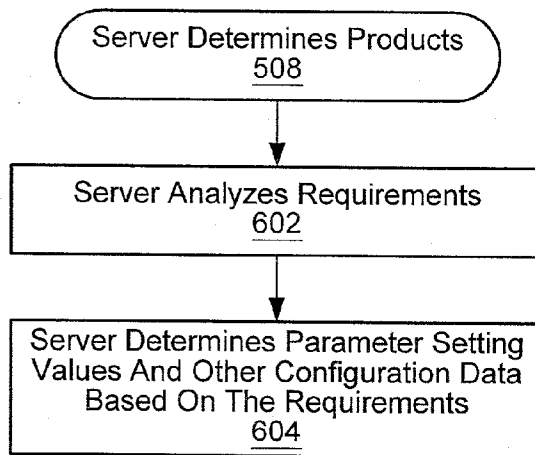 Server Determines Products
508
Server Analyzes Requirements
602
Server Determines Parameter Setting
Values And Other Configuration Data
Based On The Requirements
604